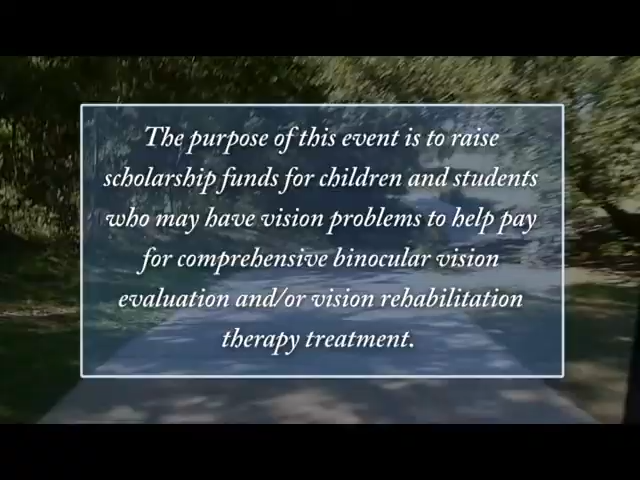 The purpose of this event is to raise
scholarship funds for children and students
who may have vision problems to help pay
for comprehensive binocular vision
evaluation and/or vision rehabilitation
therapy treatment.